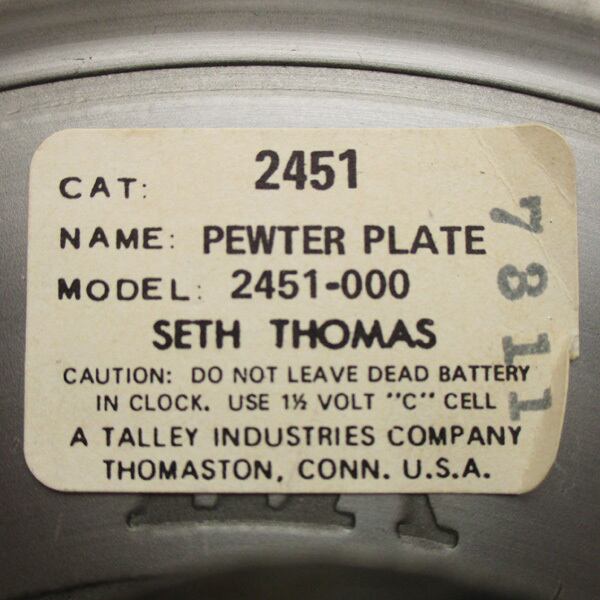 CAT: 2451
NAME: PEWTER PLATE
MODEL: 2451-000
SETH THOMAS
CAUTION: DO NOT LEAVE DEAD BATTERY
IN CLOCK. USE 1½ VOLT "C" CELL
A TALLEY INDUSTRIES COMPANY
THOMASTON, CONN. U.S.A.
7811